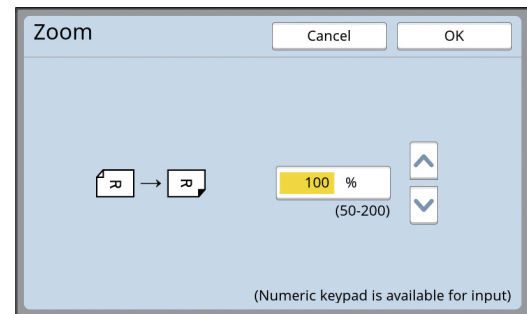 Zoom
Cancel
OK
R → R
100 %
(50-200)
(Numeric keypad is available for input)